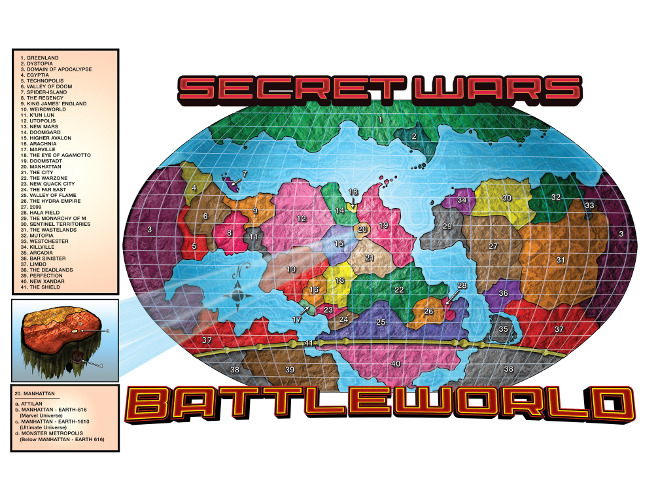 SECRET WARS
1. GREENLAND
2. DYSTOPIA
3. DOMAIN OF APOCALYPSE
4. EGYPTIA
5. TECHNOPOLIS
6. VALLEY OF DOOM
7. SPIDER-ISLAND
8. THE REGENCY
9. KING JAMES' ENGLAND
10. WEIRDWORLD
11. K'UN LUN
12. UTOPOLIS
13. NEW MARS
14. DOOMGARD
15. HIGHER AVALON
16. ARACHNIA
17. MARVILLE
18. THE EYE OF AGAMOTTO
19. DOOMSTADT
20. MANHATTAN
21. THE CITY
22. THE WARZONE
23. NEW QUACK CITY
24. THE FAR EAST
25. VALLEY OF FLAME
26. THE HYDRA EMPIRE
27. 2099
28. HALA FIELD
29. THE MONARCHY OF M
30. SENTINEL TERRITORIES
31. THE WASTELANDS
32. MUTOPIA
33. WESTCHESTER
34. KILLVILLE
35. ARCADIA
36. BAR SINISTER
37. LIMBO
38. THE DEADLANDS
39. PERFECTION
40. NEW XANDAR
41. THE SHIELD
20. MANHATTAN
a. ATTILAN
b. MANHATTAN - EARTH-616
(Marvel Universe)
c. MANHATTAN - EARTH-1610
(Ultimate Universe)
d. MONSTER METROPOLIS
(Below MANHATTAN - EARTH 616)
BATTLEWORLD